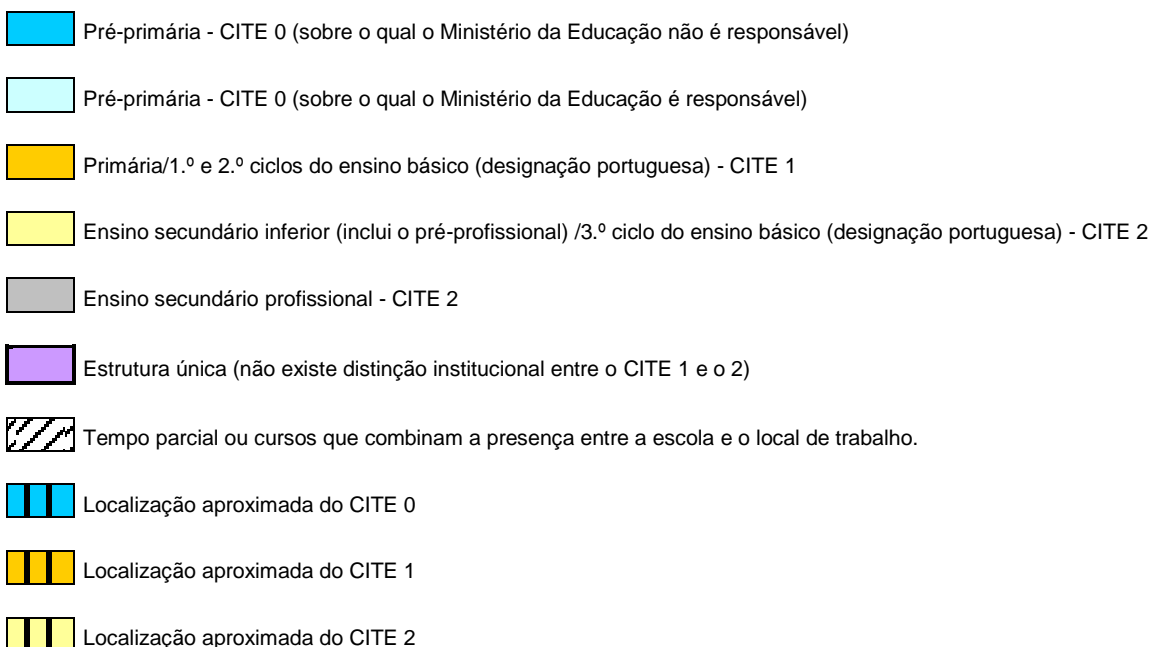 Pré-primária - CITE 0 (sobre o qual o Ministério da Educação não é responsável)
Pré-primária - CITE 0 (sobre o qual o Ministério da Educação é responsável)
Primária/1.º e 2.º ciclos do ensino básico (designação portuguesa) - CITE 1
Ensino secundário inferior (inclui o pré-profissional) /3.º ciclo do ensino básico (designação portuguesa) - CITE 2
Ensino secundário profissional - CITE 2
Estrutura única (não existe distinção institucional entre o CITE 1 e o 2)
Tempo parcial ou cursos que combinam a presença entre a escola e o local de trabalho.
Localização aproximada do CITE 0
Localização aproximada do CITE 1
Localização aproximada do CITE 2